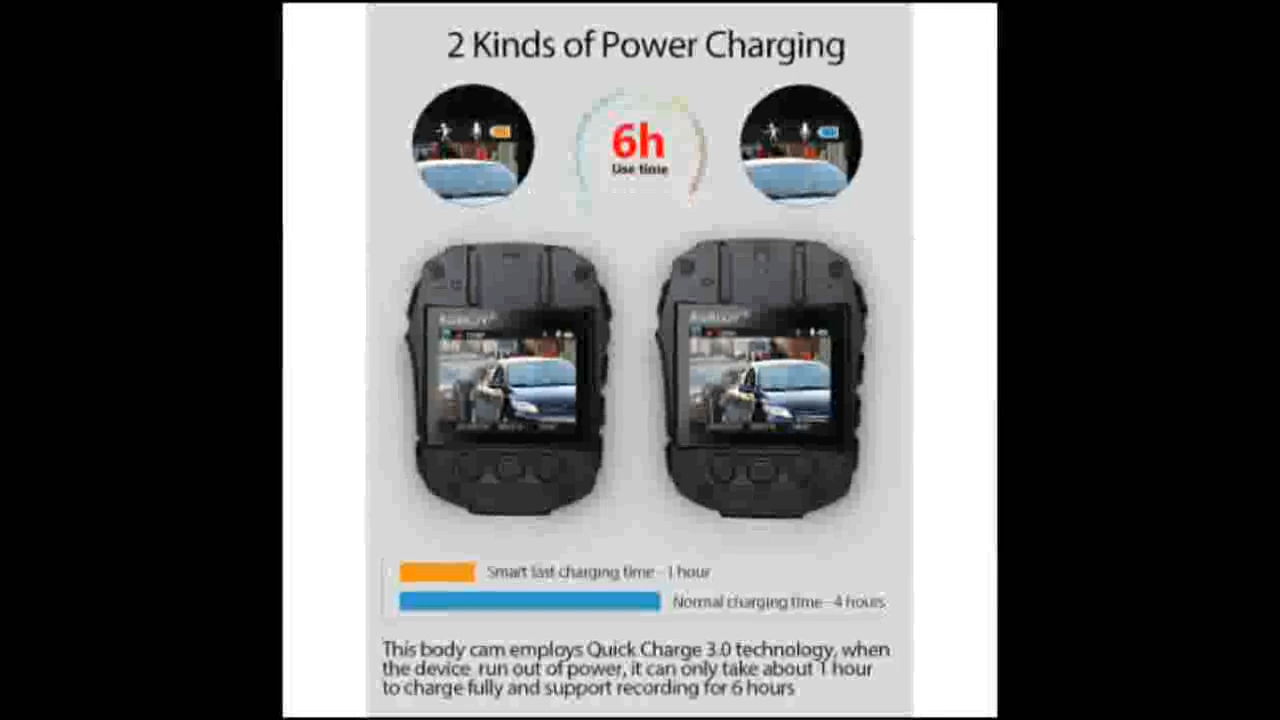 2 Kinds of Power Charging
6h
Use time
Smart fast charging time - 1 hour
Normal charging time - 4 hours
This body cam employs Quick Charge 3.0 technology, when
the device run out of power, it can only take about 1 hour
to charge fully and support recording for 6 hours